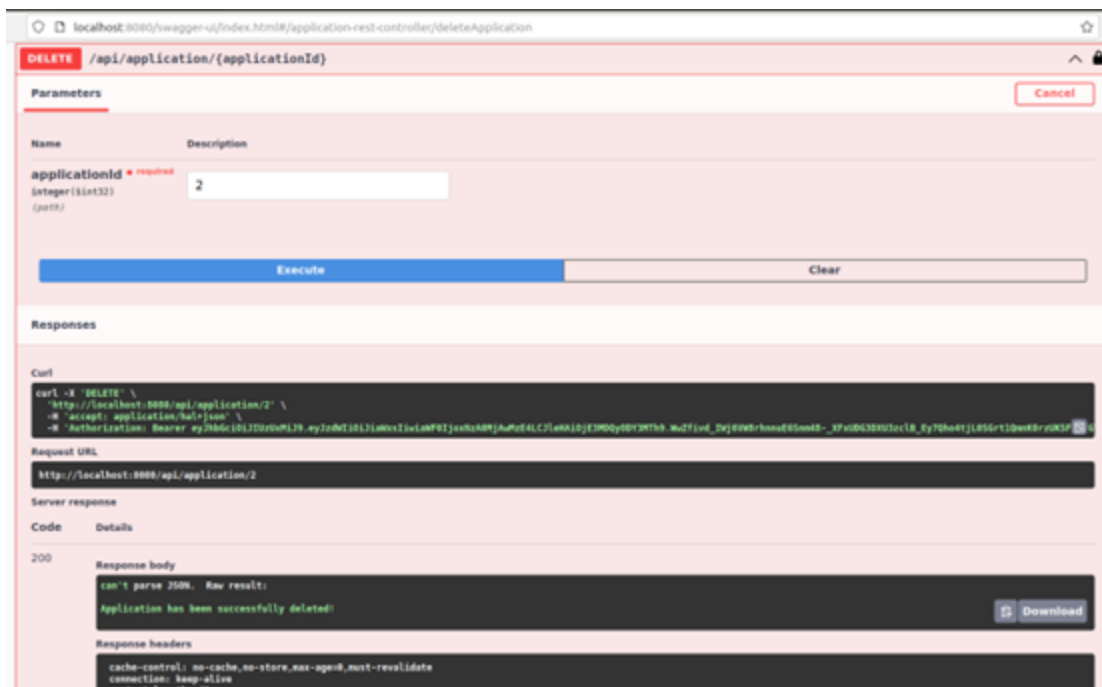 localhost:8080/swagger-ui/index.html#/application-rest-controller/deleteApplication
DELETE /api/application/{applicationId}
Parameters
Cancel
Name Description
applicationId * required
2
integer($int32)
(path)
Execute Clear
Responses
Curl
curl -X 'DELETE' \
'http://localhost:8080/api/application/2' \
-H 'accept: application/hal+json' \
-H 'Authorization: Bearer
Request URL
http://localhost:8080/api/application/2
Server response
Code Details
200
Response body
can't parse JSON. Raw result:
Application has been successfully deleted!
Download
Response headers
cache-control: no-cache,no-store,max-age=0,must-revalidate
connection: keep-alive